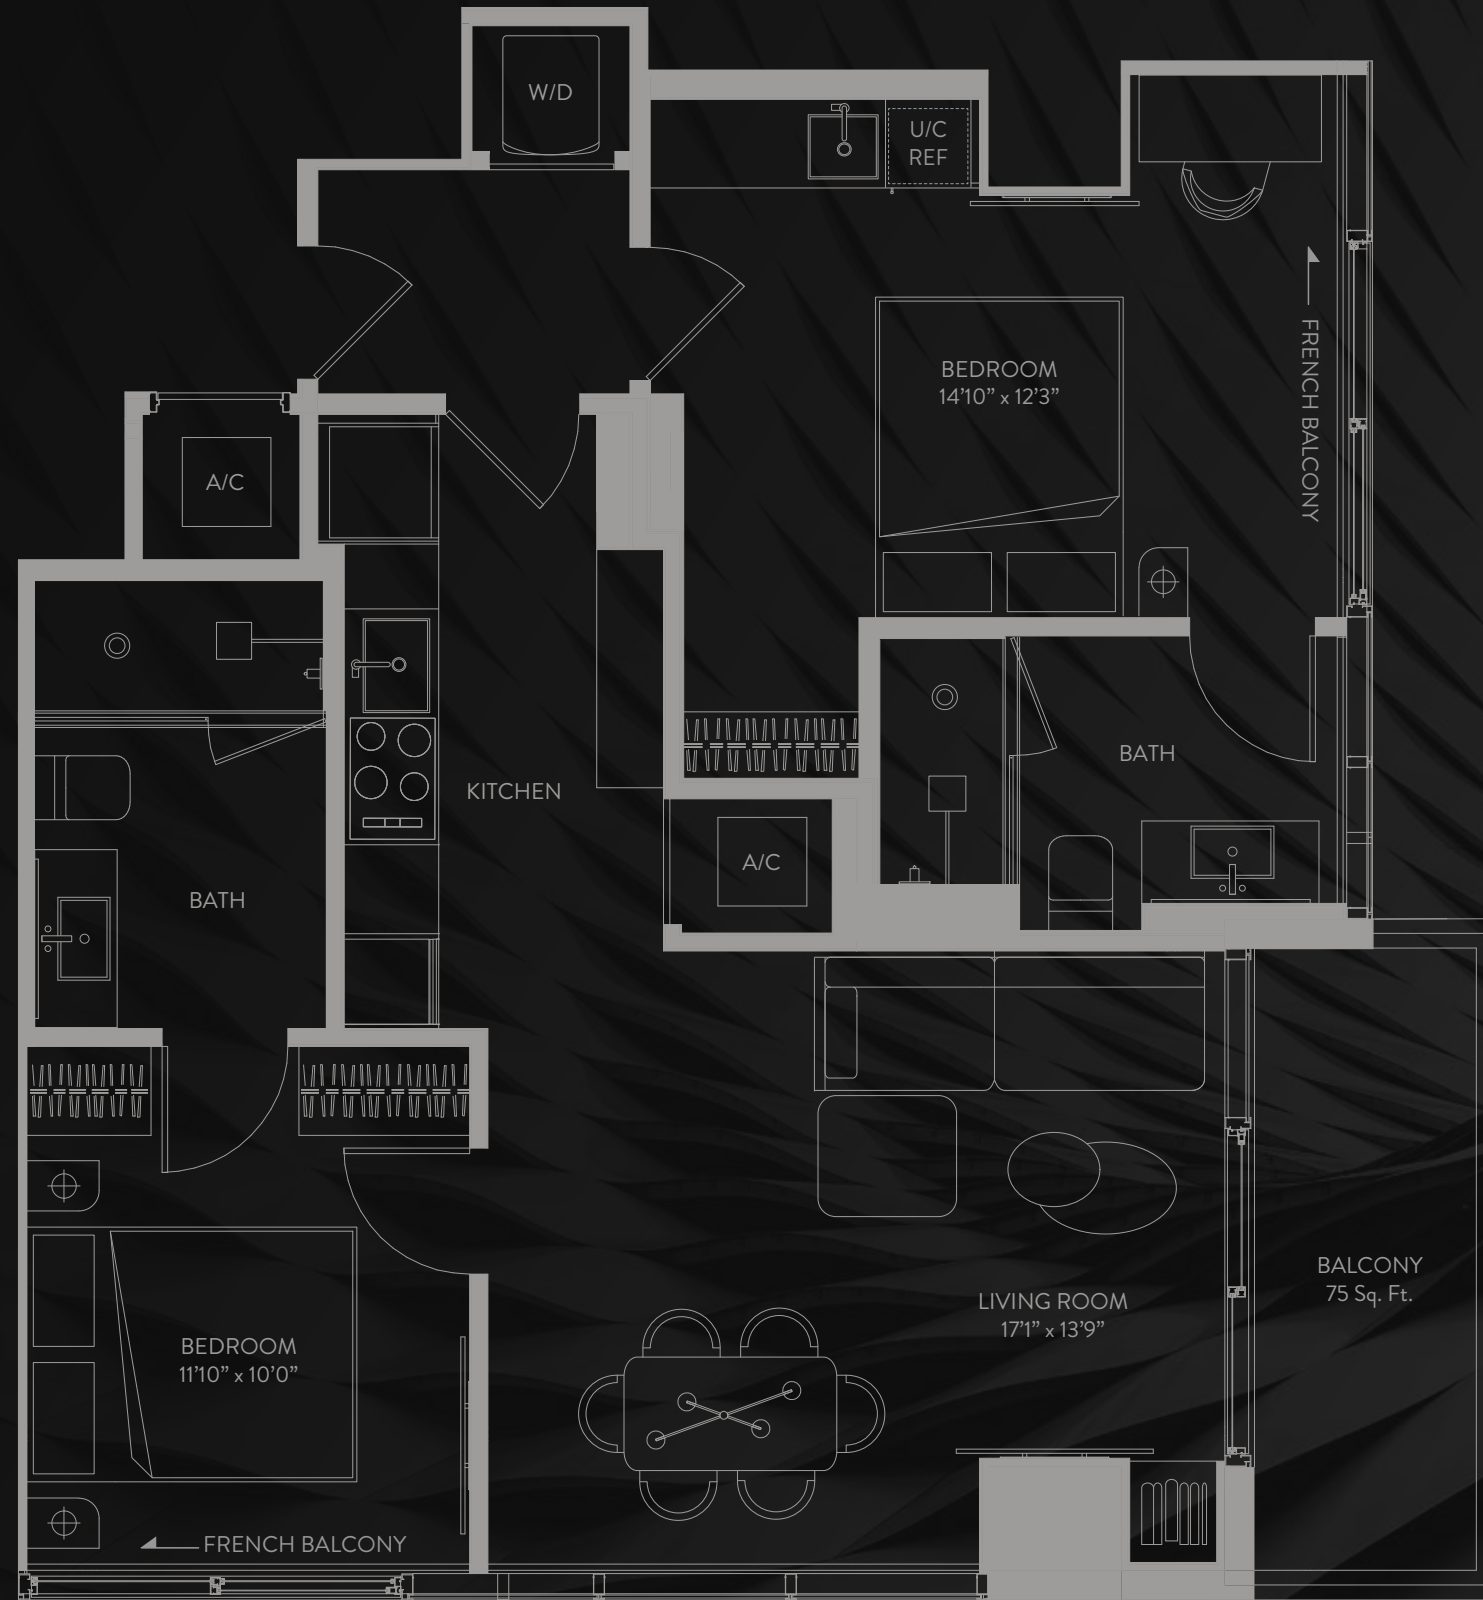 W/D
U/C
REF
BEDROOM
14’10” x 12’3”
FRENCH BALCONY
A/C
BATH
KITCHEN
A/C
BATH
BALCONY
75 Sq. Ft.
LIVING ROOM
17’1” x 13’9”
BEDROOM
11’10” x 10’0”
FRENCH BALCONY